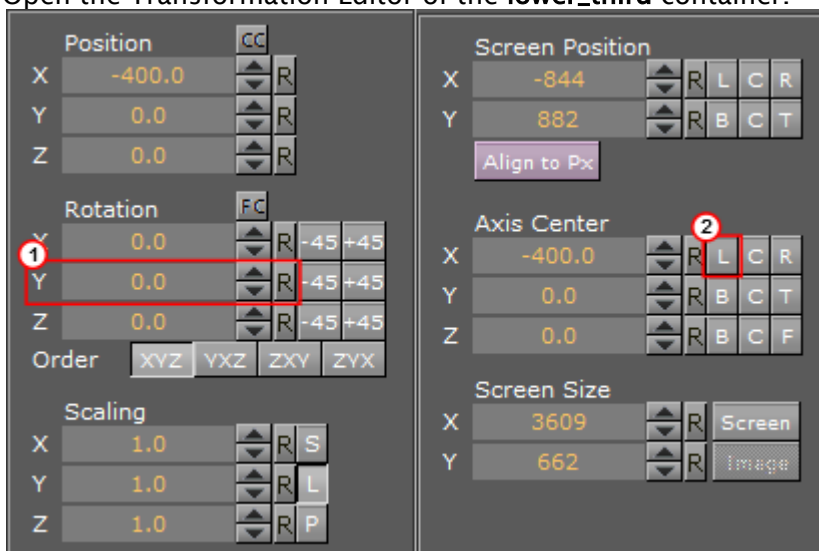 Open the Transformation Editor of the lower_third container.
Position CC
X -400.0 R
Y 0.0 R
Z 0.0 R
Rotation FC
X 0.0 R -45 +45
1
Y 0.0 R -45 +45
Z 0.0 R -45 +45
Order XYZ YXZ ZXY ZYX
Scaling
X 1.0 R S
Y 1.0 R L
Z 1.0 R P
Screen Position
X -844 R L C R
Y 882 R B C T
Align to Px
Axis Center
2
X -400.0 R L C R
Y 0.0 R B C T
Z 0.0 R B C F
Screen Size
X 3609 R Screen
Y 662 R Image